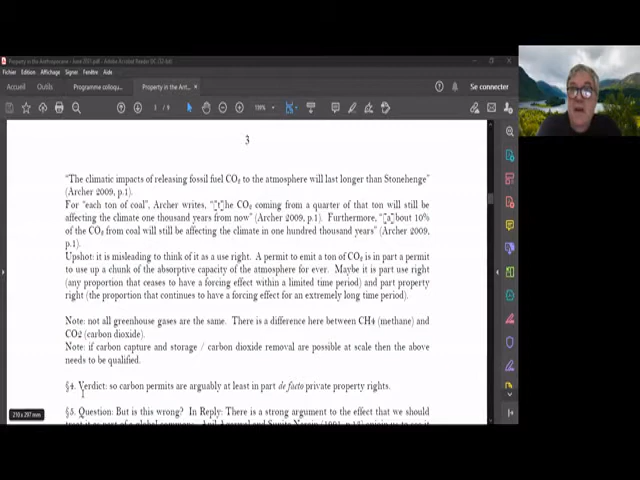 Property in the Anthropocene - June 2021.pdf - Adobe Acrobat Reader DC (32-bit)
Fichier Edition Affichage Signer Fenêtre Aide
Accueil Outils Programme colloqu... Property in the Ant... × Se connecter
3
“The climatic impacts of releasing fossil fuel CO2 to the atmosphere will last longer than Stonehenge”
(Archer 2009, p.1).
For “each ton of coal”, Archer writes, “[t]he CO2 coming from a quarter of that ton will still be
affecting the climate one thousand years from now” (Archer 2009, p.1). Furthermore, “[a]bout 10%
of the CO2 from coal will still be affecting the climate in one hundred thousand years” (Archer 2009,
p.1).
Upshot: it is misleading to think of it as a use right. A permit to emit a ton of CO2 is in part a permit
to use up a chunk of the absorptive capacity of the atmosphere for ever. Maybe it is part use right
(any proportion that ceases to have a forcing effect within a limited time period) and part property
right (the proportion that continues to have a forcing effect for an extremely long time period).
Note: not all greenhouse gases are the same. There is a difference here between CH4 (methane) and
CO2 (carbon dioxide).
Note: if carbon capture and storage / carbon dioxide removal are possible at scale then the above
needs to be qualified.
§4. Verdict: so carbon permits are arguably at least in part de facto private property rights.
210 x 297 mm
§5. Question: But is this wrong? In Reply: There is a strong argument to the effect that we should